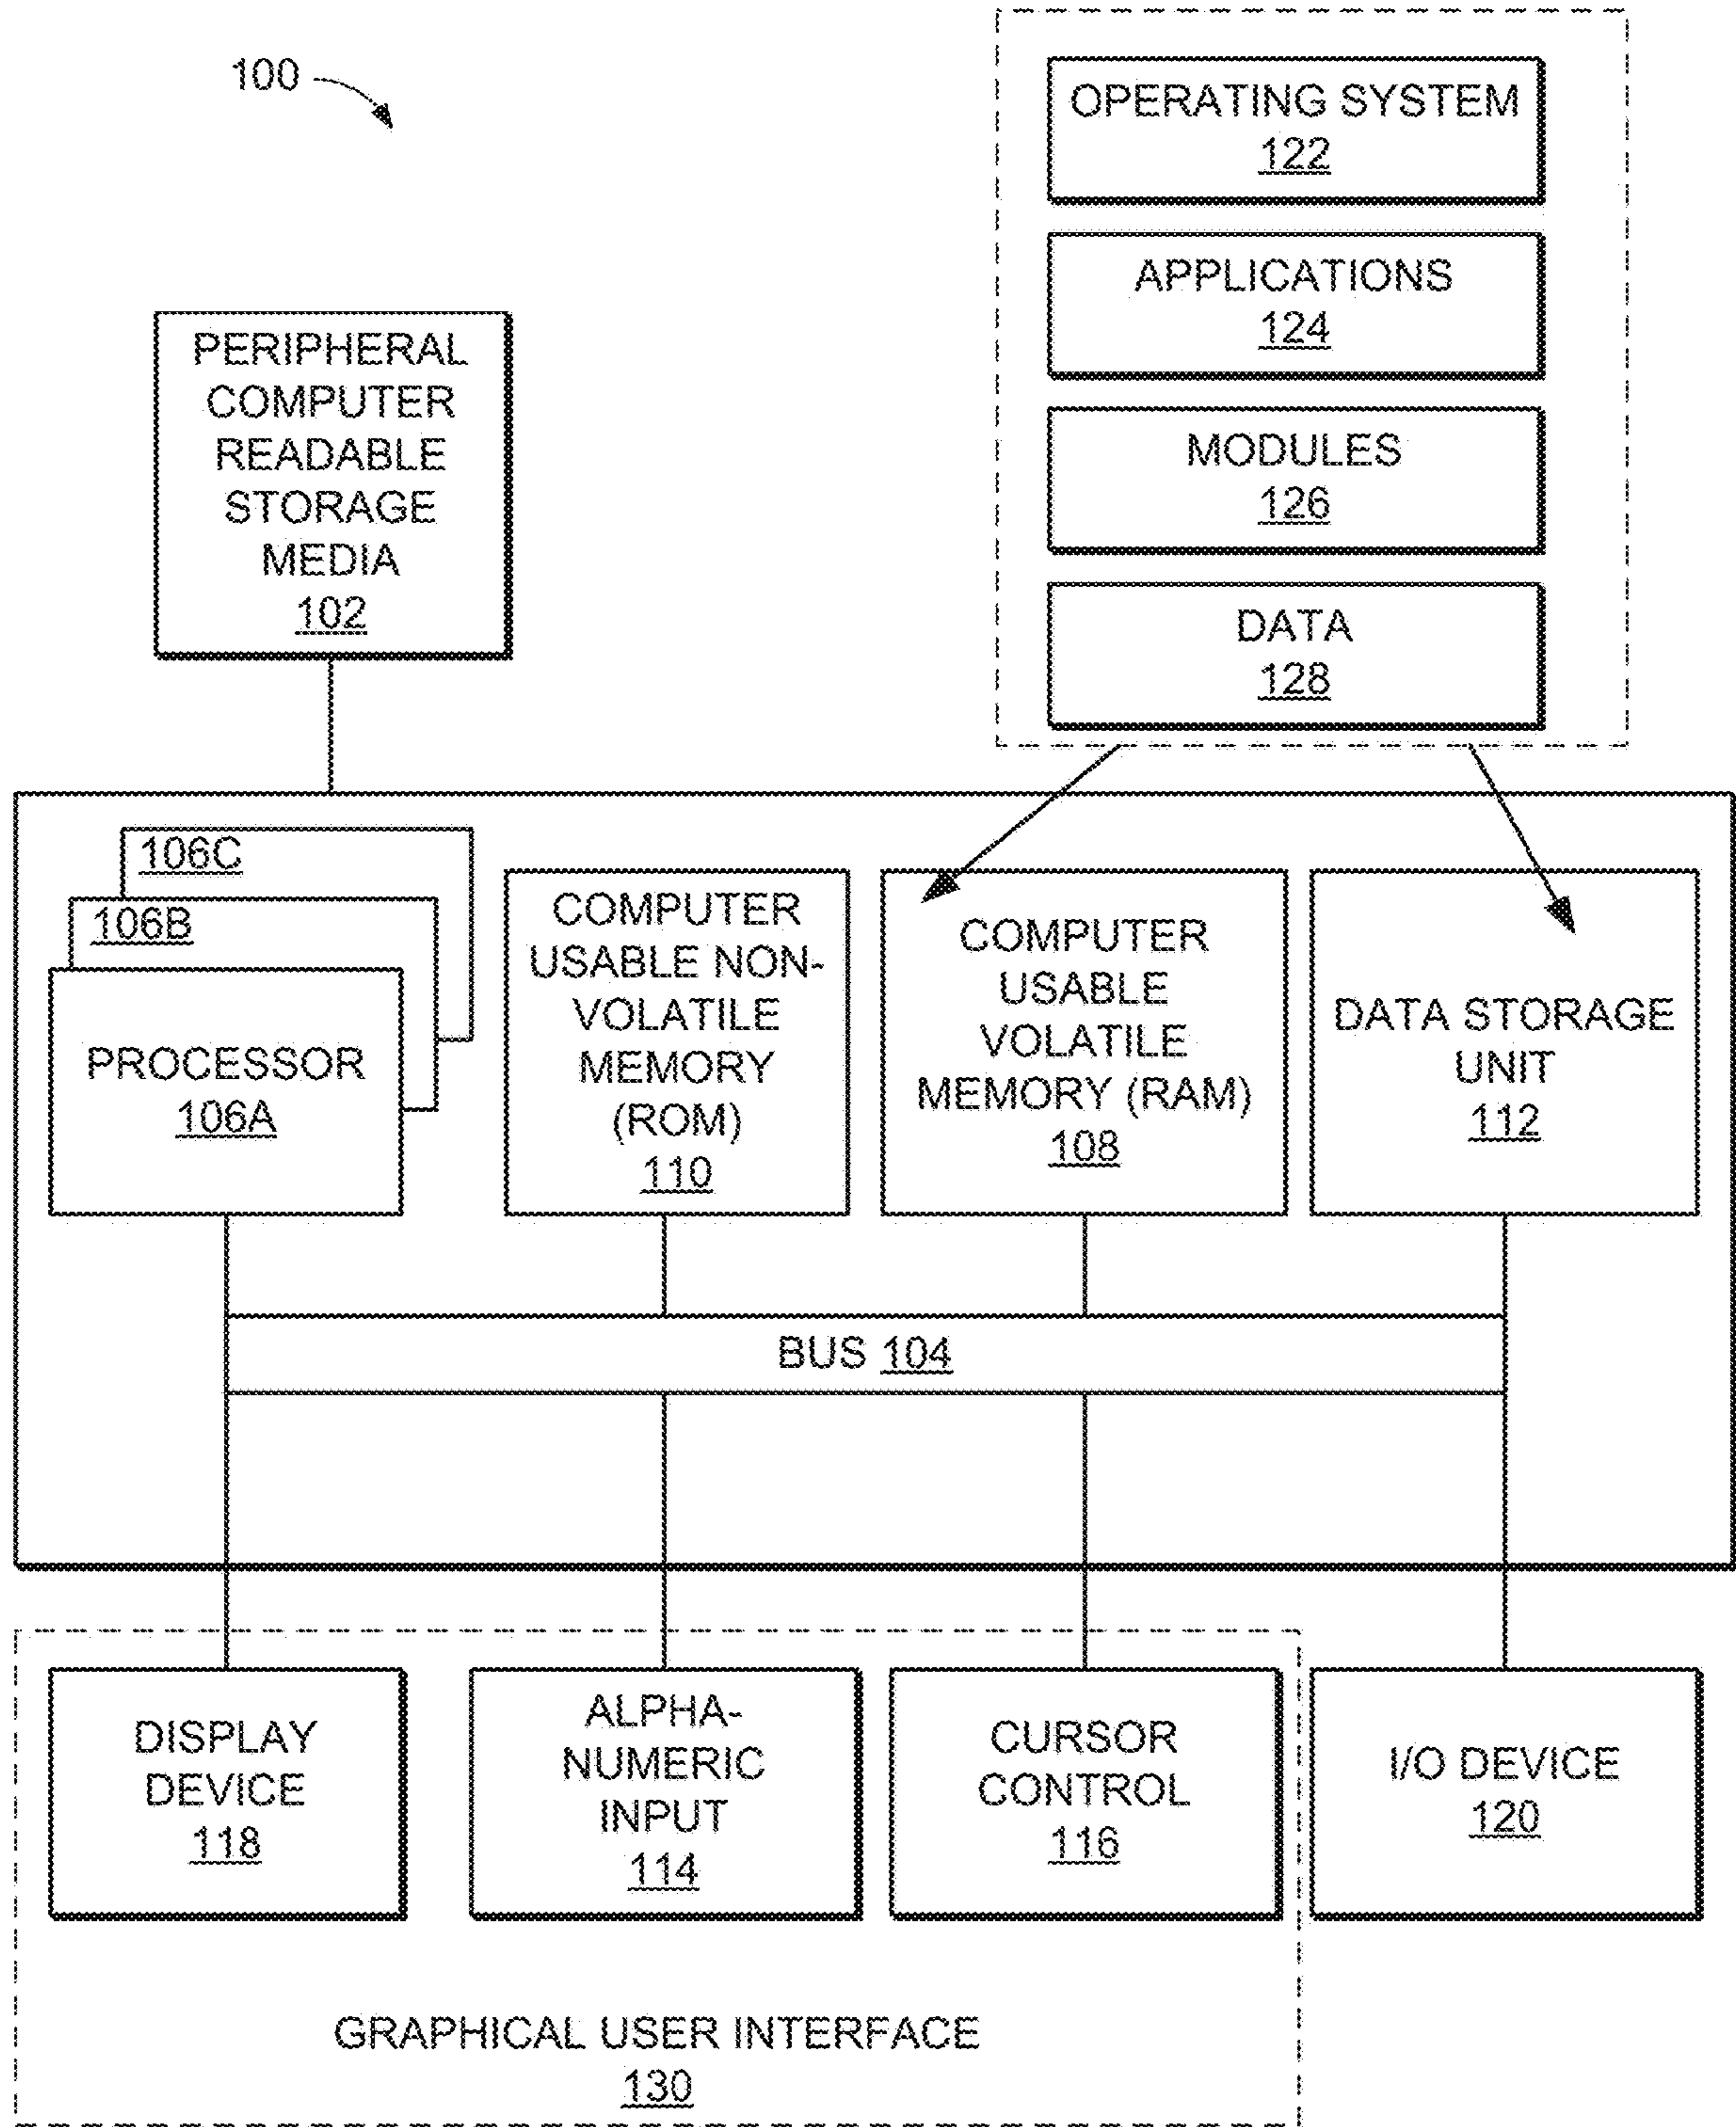 100
OPERATING SYSTEM
122
APPLICATIONS
124
MODULES
126
DATA
128
PERIPHERAL
COMPUTER
READABLE
STORAGE
MEDIA
102
106C
106B
PROCESSOR
106A
COMPUTER
USABLE NON-
VOLATILE
MEMORY
(ROM)
110
COMPUTER
USABLE
VOLATILE
MEMORY (RAM)
108
DATA STORAGE
UNIT
112
BUS 104
DISPLAY
DEVICE
118
ALPHA-
NUMERIC
INPUT
114
CURSOR
CONTROL
116
I/O DEVICE
120
GRAPHICAL USER INTERFACE
130